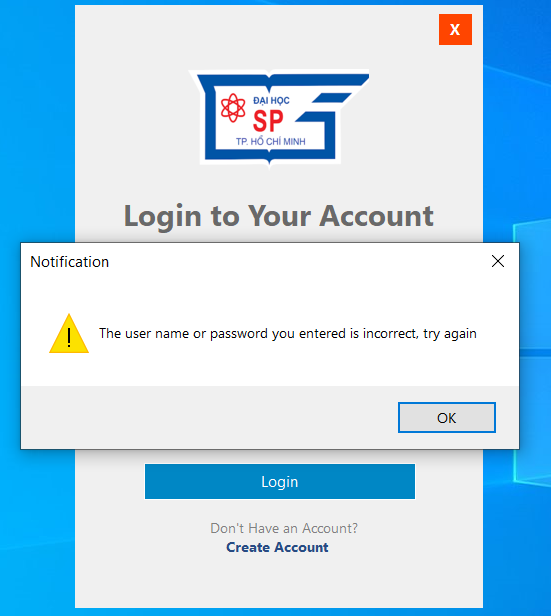 X
ĐẠI HỌC
SP
TP. HỒ CHÍ MINH
Login to Your Account
Notification
The user name or password you entered is incorrect, try again
OK
Login
Don't Have an Account?
Create Account